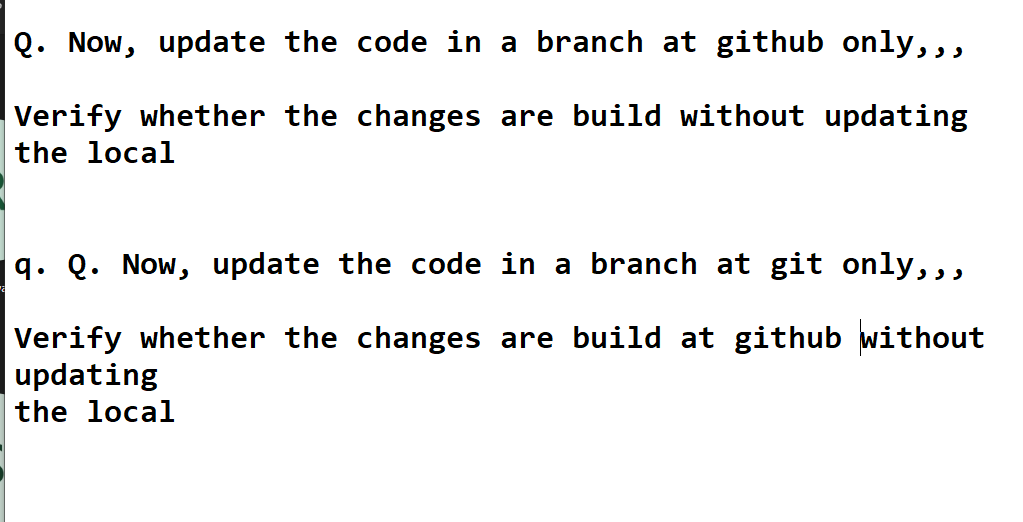 Q. Now, update the code in a branch at github only,,,
Verify whether the changes are build without updating
the local
q. Q. Now, update the code in a branch at git only,,,
Verify whether the changes are build at github without
updating
the local